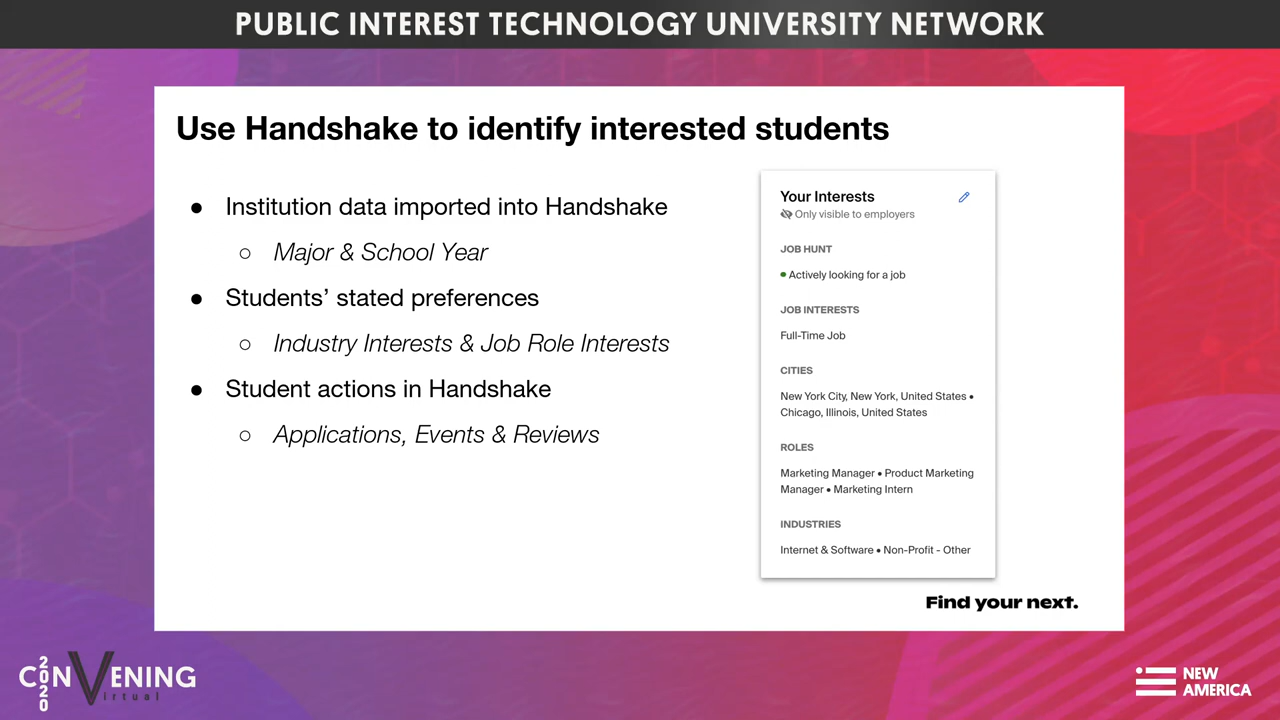 PUBLIC INTEREST TECHNOLOGY UNIVERSITY NETWORK
Use Handshake to identify interested students
● Institution data imported into Handshake
○ Major & School Year
● Students’ stated preferences
○ Industry Interests & Job Role Interests
● Student actions in Handshake
○ Applications, Events & Reviews
Your Interests
Only visible to employers
JOB HUNT
Actively looking for a job
JOB INTERESTS
Full-Time Job
CITIES
New York City, New York, United States •
Chicago, Illinois, United States
ROLES
Marketing Manager • Product Marketing
Manager • Marketing Intern
INDUSTRIES
Internet & Software • Non-Profit - Other
Find your next.
2020
CONVENING
Virtual
NEW
AMERICA